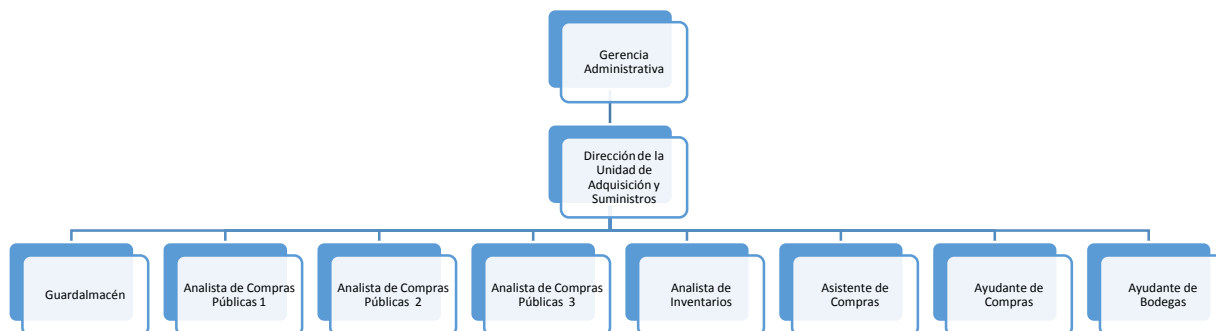 Gerencia
Administrativa
Dirección de la
Unidad de
Adquisición y
Suministros
Guardalmacén
Analista de Compras
Públicas 1
Analista de Compras
Públicas 2
Analista de Compras
Públicas 3
Analista de
Inventarios
Asistente de
Compras
Ayudante de
Compras
Ayudante de
Bodegas